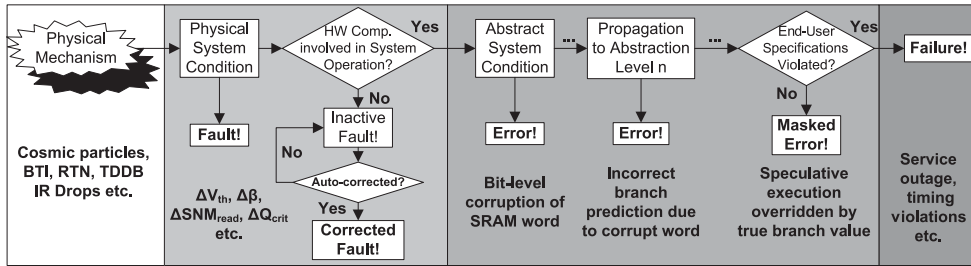 Physical
Mechanism
Cosmic particles,
BTI, RTN, TDDB
IR Drops etc.
Physical
System
Condition
Fault!
ΔVth, Δβ,
ΔSNMread, ΔQcrit
etc.
HW Comp.
involved in System
Operation?
Yes
No
Inactive
Fault!
No
Auto-corrected?
Yes
Corrected
Fault!
Abstract
System
Condition
...
Error!
Bit-level
corruption of
SRAM word
Propagation
to Abstraction
Level n
...
Error!
Incorrect
branch
prediction due
to corrupt word
End-User
Specifications
Violated?
Yes
No
Masked
Error!
Speculative
execution
overridden by
true branch value
Failure!
Service
outage,
timing
violations
etc.